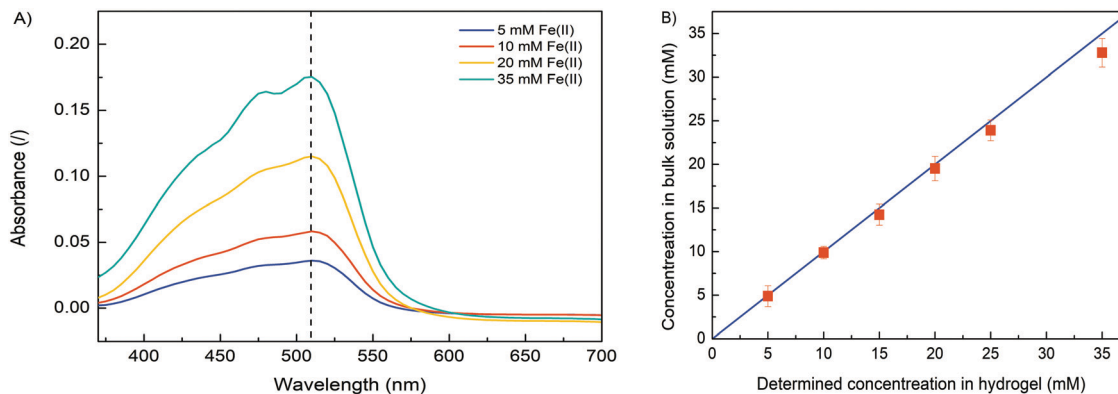 A)
0.20
0.15
0.10
0.05
0.00
Absorbance (/)
5 mM Fe(II)
10 mM Fe(II)
20 mM Fe(II)
35 mM Fe(II)
400 450 500 550 600 650 700
Wavelength (nm)
B)
35
30
25
20
15
10
5
0
Concentreation in bulk solution (mM)
0 5 10 15 20 25 30 35
Determined concentreation in hydrogel (mM)